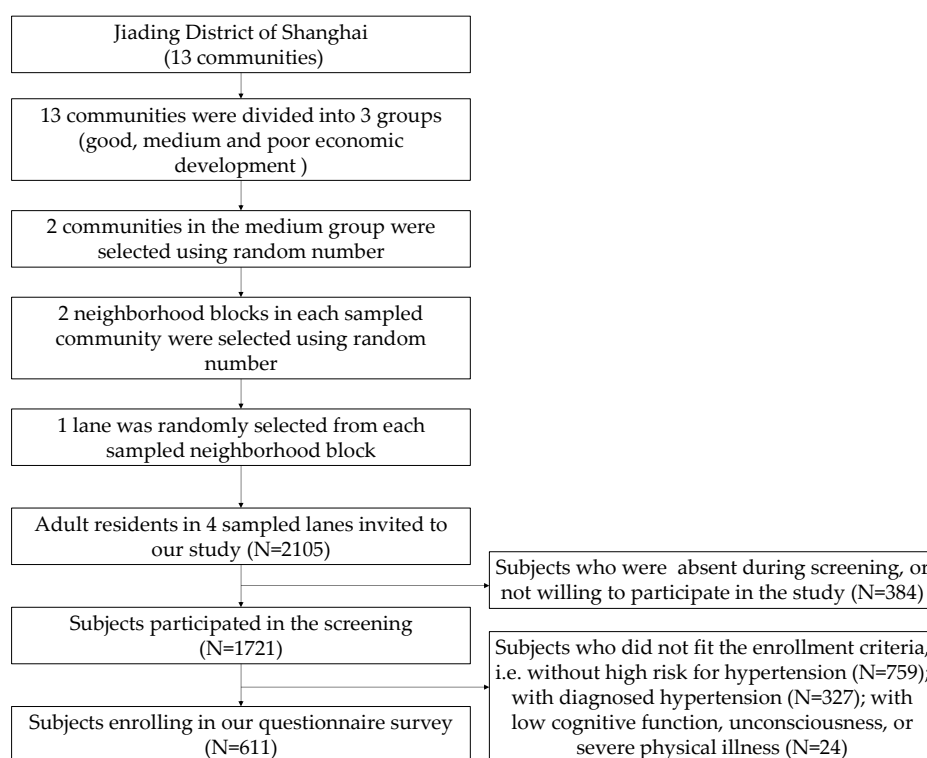 Jiading District of Shanghai
(13 communities)
13 communities were divided into 3 groups
(good, medium and poor economic
development )
2 communities in the medium group were
selected using random number
2 neighborhood blocks in each sampled
community were selected using random
number
1 lane was randomly selected from each
sampled neighborhood block
Adult residents in 4 sampled lanes invited to
our study (N=2105)
Subjects who were absent during screening, or
not willing to participate in the study (N=384)
Subjects participated in the screening
(N=1721)
Subjects who did not fit the enrollment criteria,
i.e. without high risk for hypertension (N=759);
with diagnosed hypertension (N=327); with
low cognitive function, unconsciousness, or
severe physical illness (N=24)
Subjects enrolling in our questionnaire survey
(N=611)